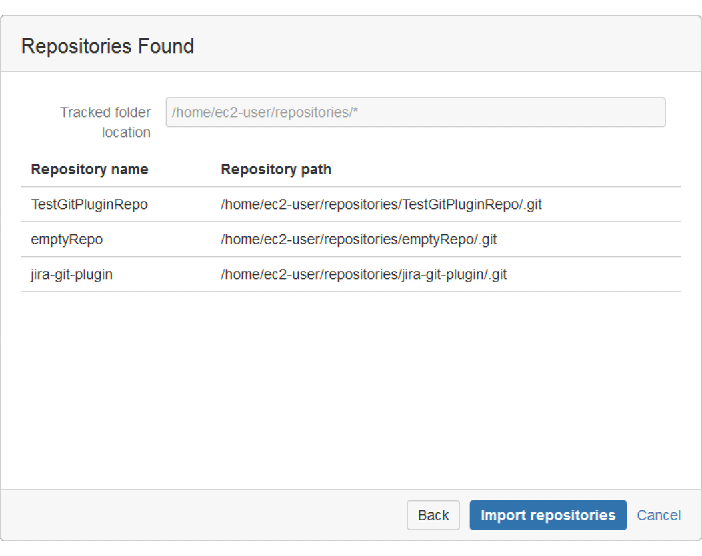 Repositories Found
Tracked folder /home/ec2-user/repositories/*
location
Repository name Repository path
TestGitPluginRepo /home/ec2-user/repositories/TestGitPluginRepo/.git
emptyRepo /home/ec2-user/repositories/emptyRepo/.git
jira-git-plugin /home/ec2-user/repositories/jira-git-plugin/.git
Back Import repositories Cancel